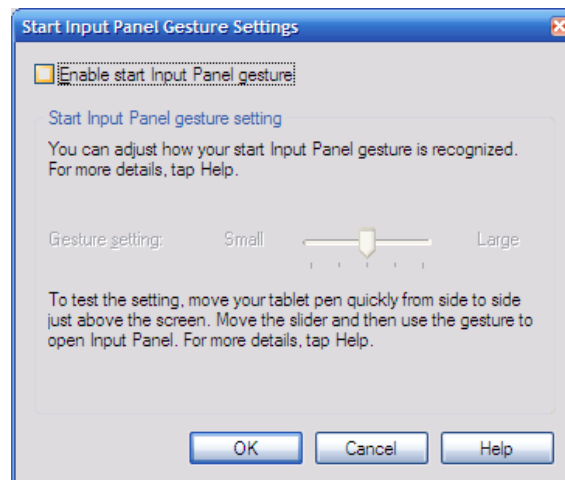 Start Input Panel Gesture Settings
Enable start Input Panel gesture
Start Input Panel gesture setting
You can adjust how your start Input Panel gesture is recognized.
For more details, tap Help.
Gesture setting: Small Large
To test the setting, move your tablet pen quickly from side to side
just above the screen. Move the slider and then use the gesture to
open Input Panel. For more details, tap Help.
OK Cancel Help